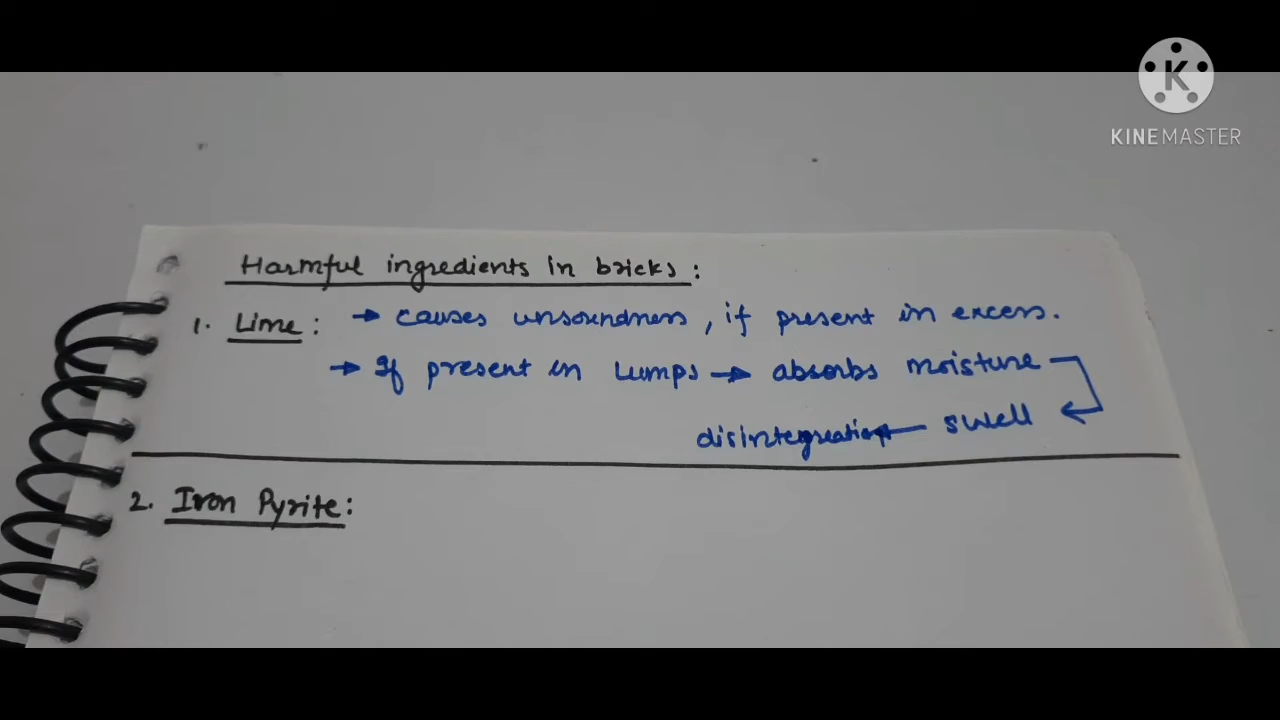 KINEMASTER
Harmful ingredients in bricks :
1. Lime : → causes unsoundness, if present in excess.
→ If present in Lumps → absorbs moisture
disintegreation ← swell
2. Iron Pyrite :